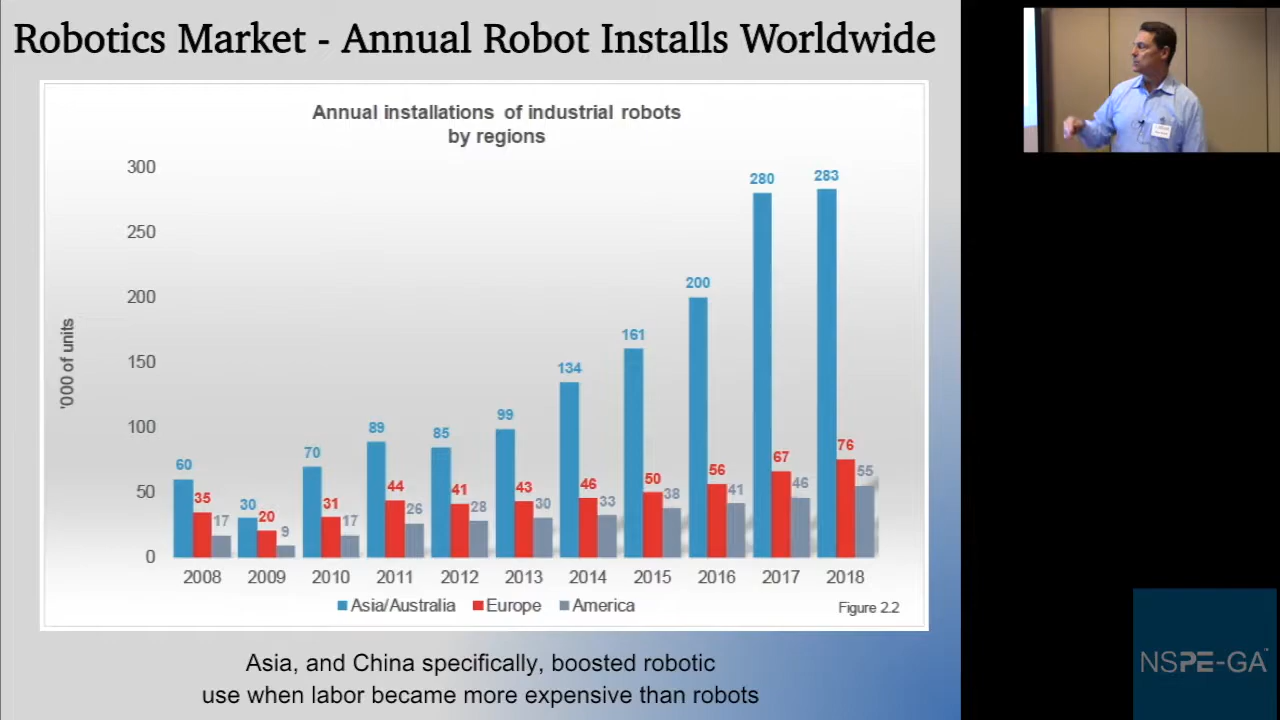 Robotics Market - Annual Robot Installs Worldwide
Annual installations of industrial robots
by regions
'000 of units
300
250
200
150
100
50
0
60 35 17
30 20 9
70 31 17
89 44 26
85 41 28
99 43 30
134 46 33
161 50 38
200 56 41
280 67 46
283 76 55
2008 2009 2010 2011 2012 2013 2014 2015 2016 2017 2018
Asia/Australia Europe America
Figure 2.2
Asia, and China specifically, boosted robotic
use when labor became more expensive than robots
NSPE-GA